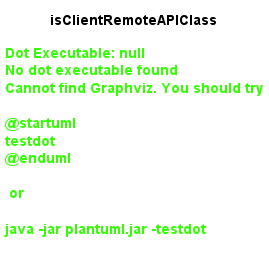 isClientRemoteAPIClass
Dot Executable: null
No dot executable found
Cannot find Graphviz. You should try
@startuml
testdot
@enduml
or
java -jar plantuml.jar -testdot